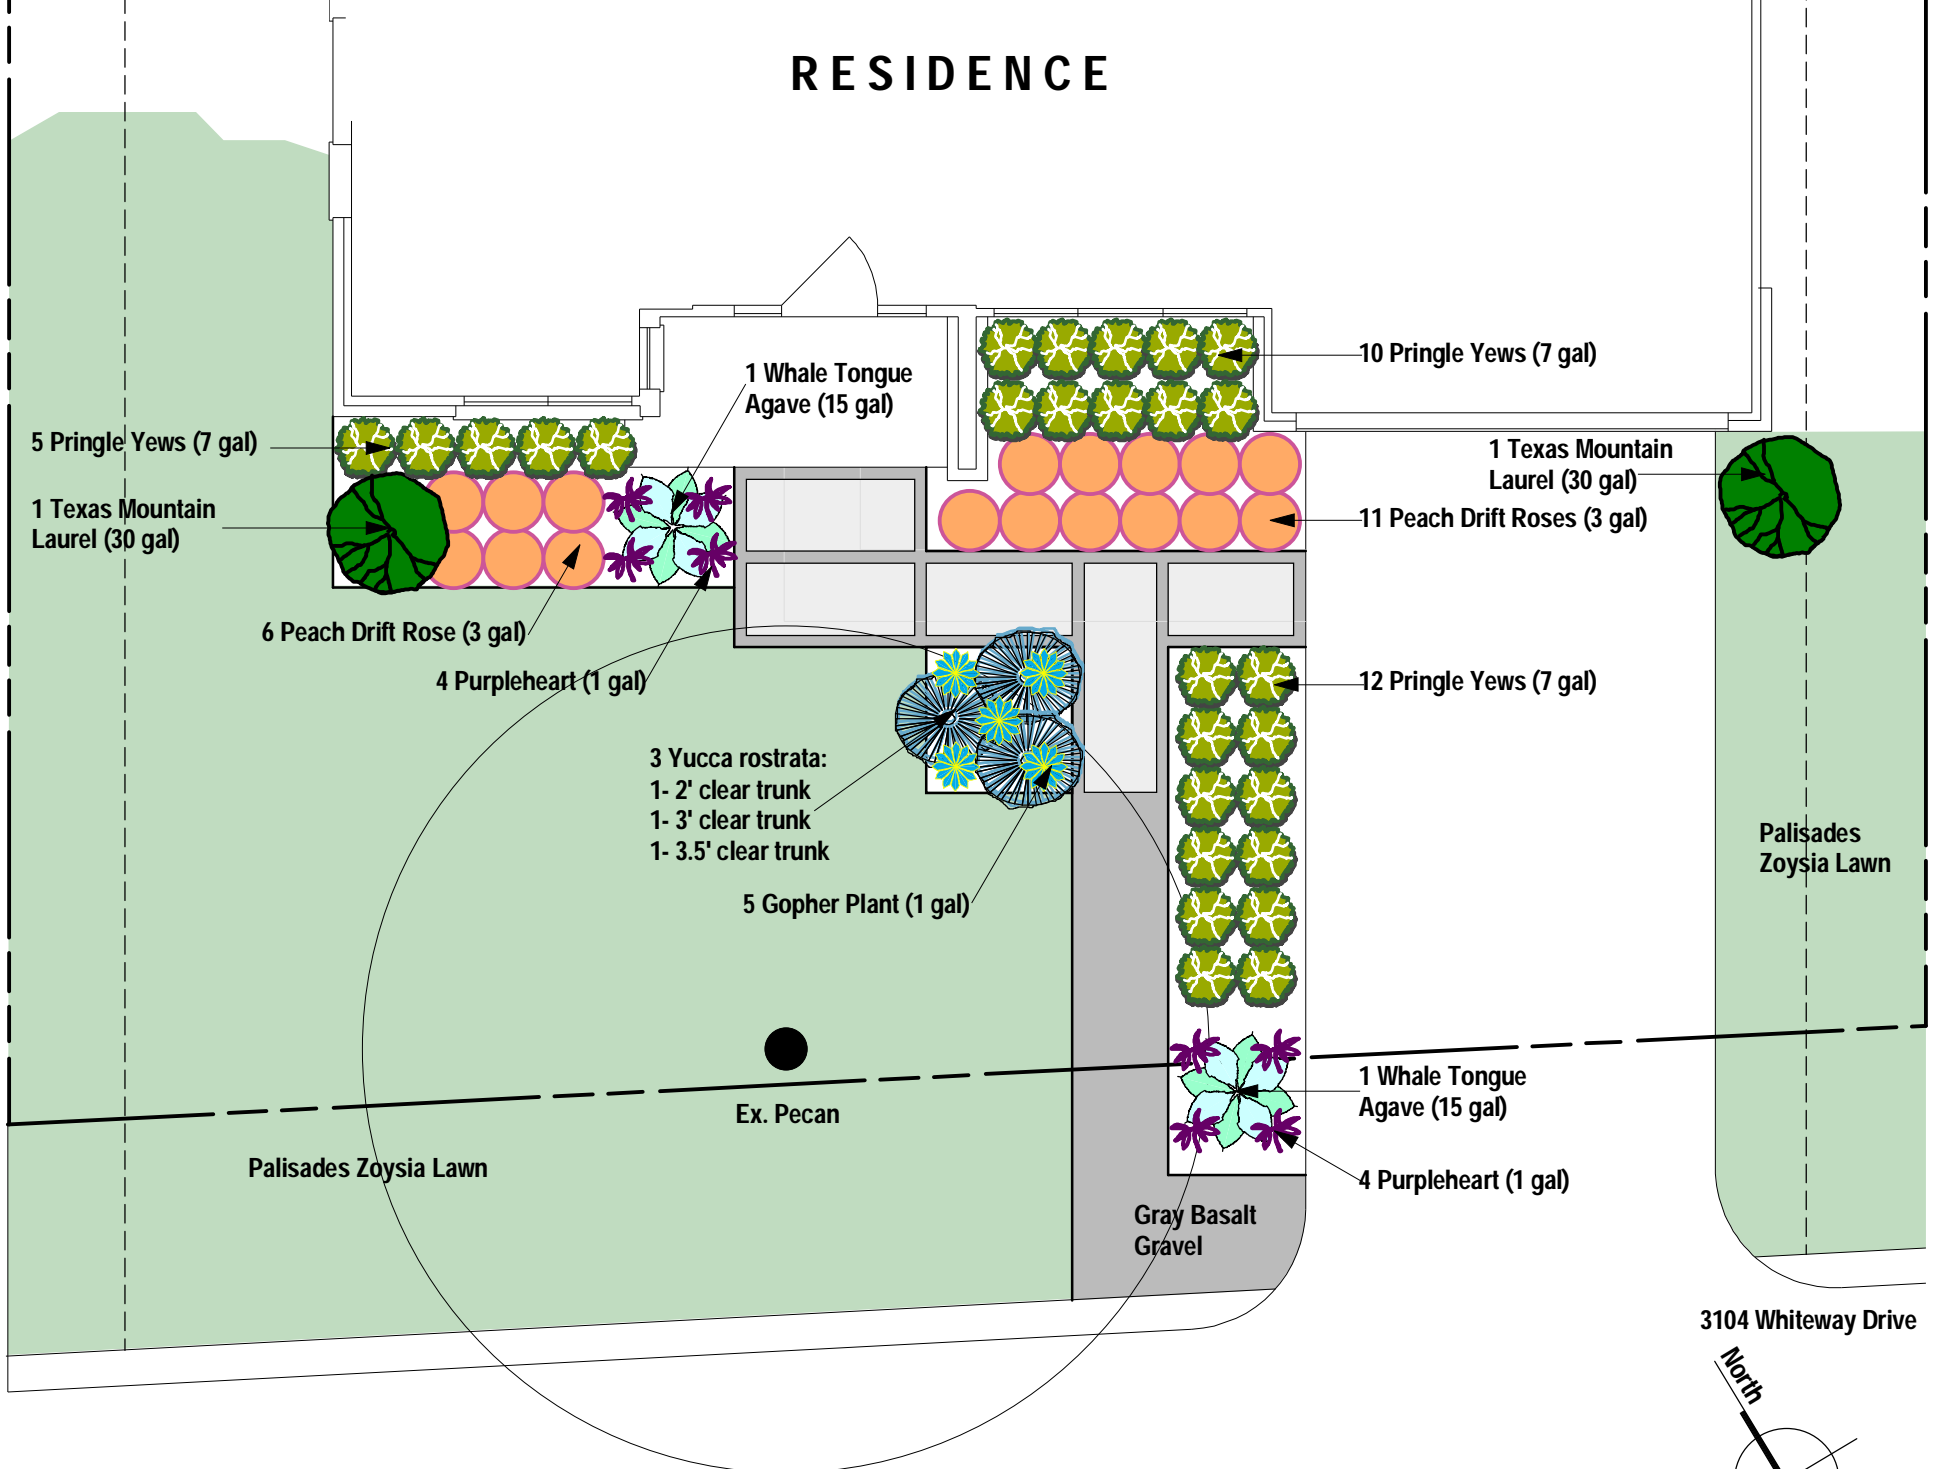 RESIDENCE
1 Whale Tongue
Agave (15 gal)
10 Pringle Yews (7 gal)
5 Pringle Yews (7 gal)
1 Texas Mountain
Laurel (30 gal)
1 Texas Mountain
Laurel (30 gal)
11 Peach Drift Roses (3 gal)
6 Peach Drift Rose (3 gal)
4 Purpleheart (1 gal)
12 Pringle Yews (7 gal)
3 Yucca rostrata:
1- 2' clear trunk
1- 3' clear trunk
1- 3.5' clear trunk
5 Gopher Plant (1 gal)
Palisades
Zoysia Lawn
Ex. Pecan
1 Whale Tongue
Agave (15 gal)
Palisades Zoysia Lawn
4 Purpleheart (1 gal)
Gray Basalt
Gravel
3104 Whiteway Drive
North